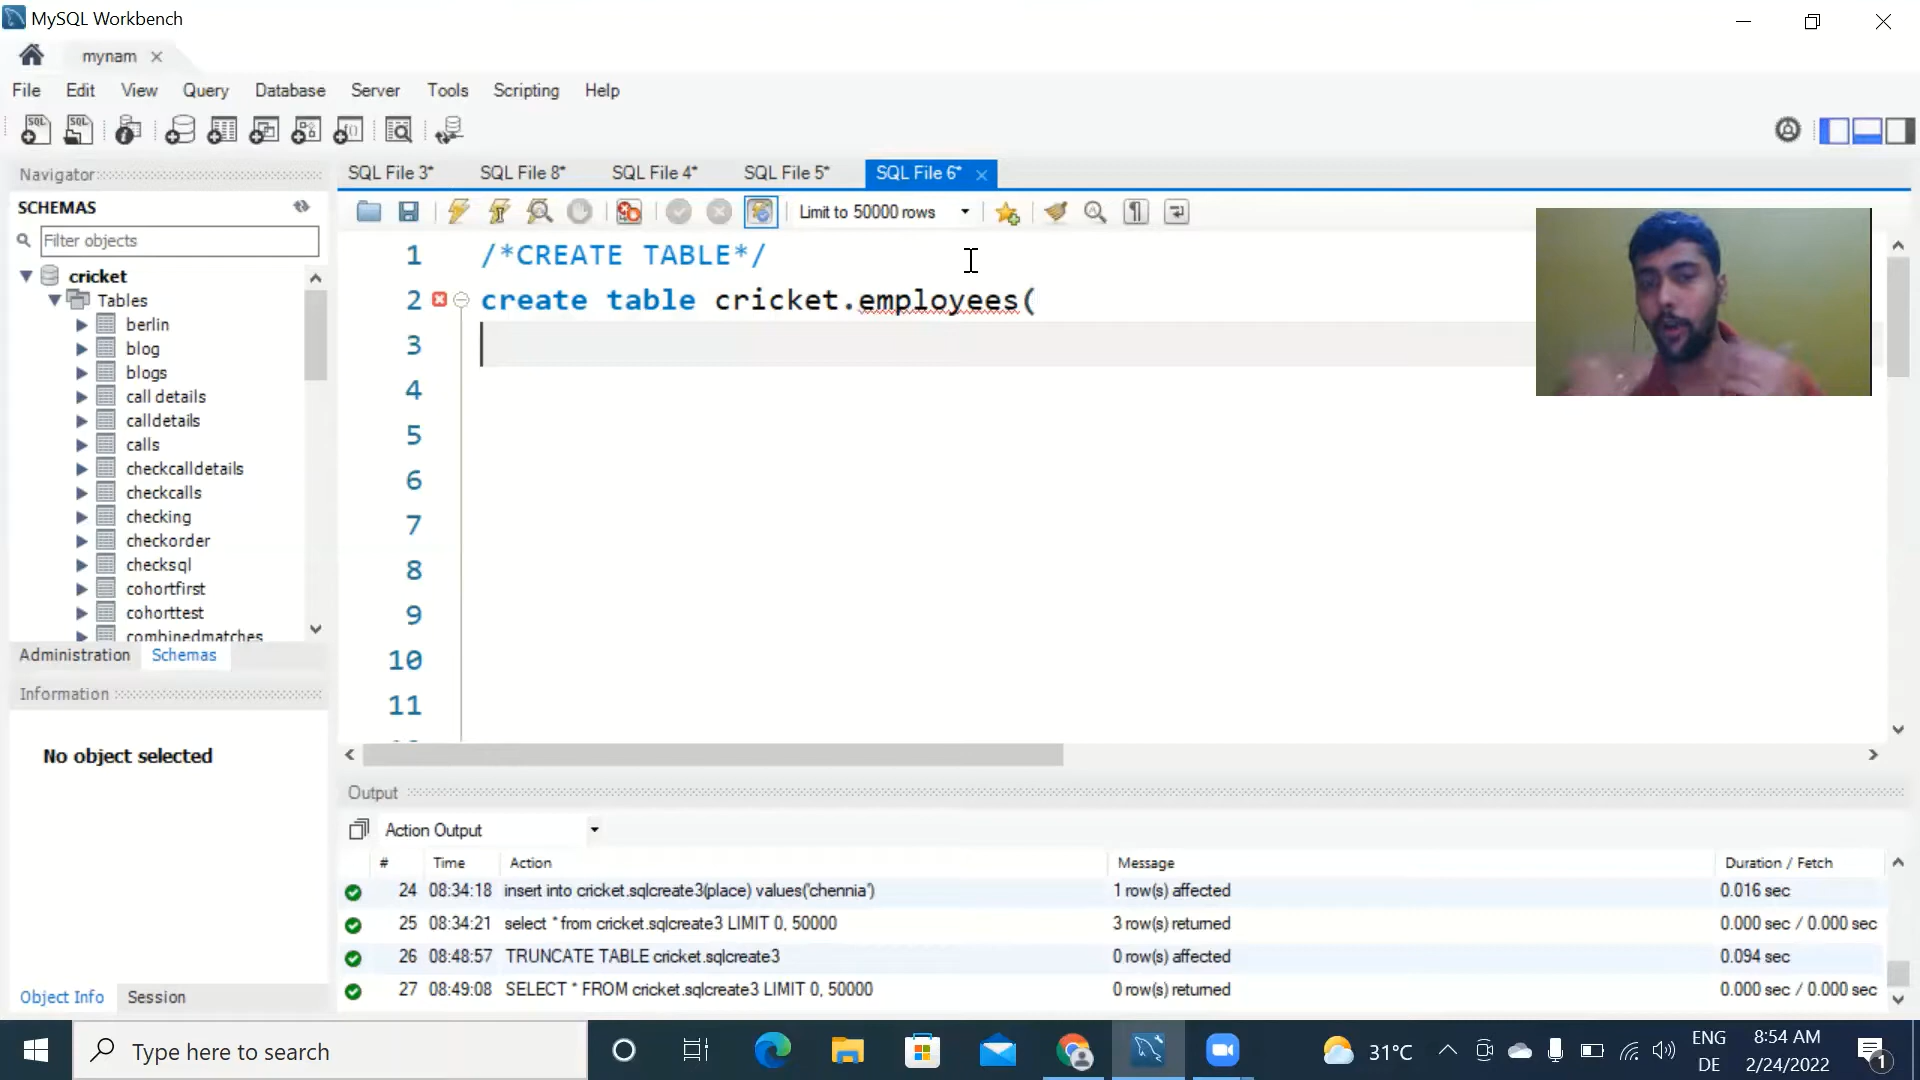 MySQL Workbench
mynam
File Edit View Query Database Server Tools Scripting Help
Navigator
SCHEMAS
Filter objects
cricket
Tables
berlin
blog
blogs
call details
calldetails
calls
checkcalldetails
checkcalls
checking
checkorder
checksql
cohortfirst
cohorttest
combinedmatches
Administration Schemas
Information
No object selected
Object Info Session
SQL File 3* SQL File 8* SQL File 4* SQL File 5* SQL File 6*
Limit to 50000 rows
1 /*CREATE TABLE*/
2 create table cricket.employees(
3
4
5
6
7
8
9
10
11
Output
Action Output
# Time Action Message Duration / Fetch
24 08:34:18 insert into cricket.sqlcreate3(place) values('chennia') 1 row(s) affected 0.016 sec
25 08:34:21 select * from cricket.sqlcreate3 LIMIT 0, 50000 3 row(s) returned 0.000 sec / 0.000 sec
26 08:48:57 TRUNCATE TABLE cricket.sqlcreate3 0 row(s) affected 0.094 sec
27 08:49:08 SELECT * FROM cricket.sqlcreate3 LIMIT 0, 50000 0 row(s) returned 0.000 sec / 0.000 sec
Type here to search
31°C
ENG
DE
8:54 AM
2/24/2022
1